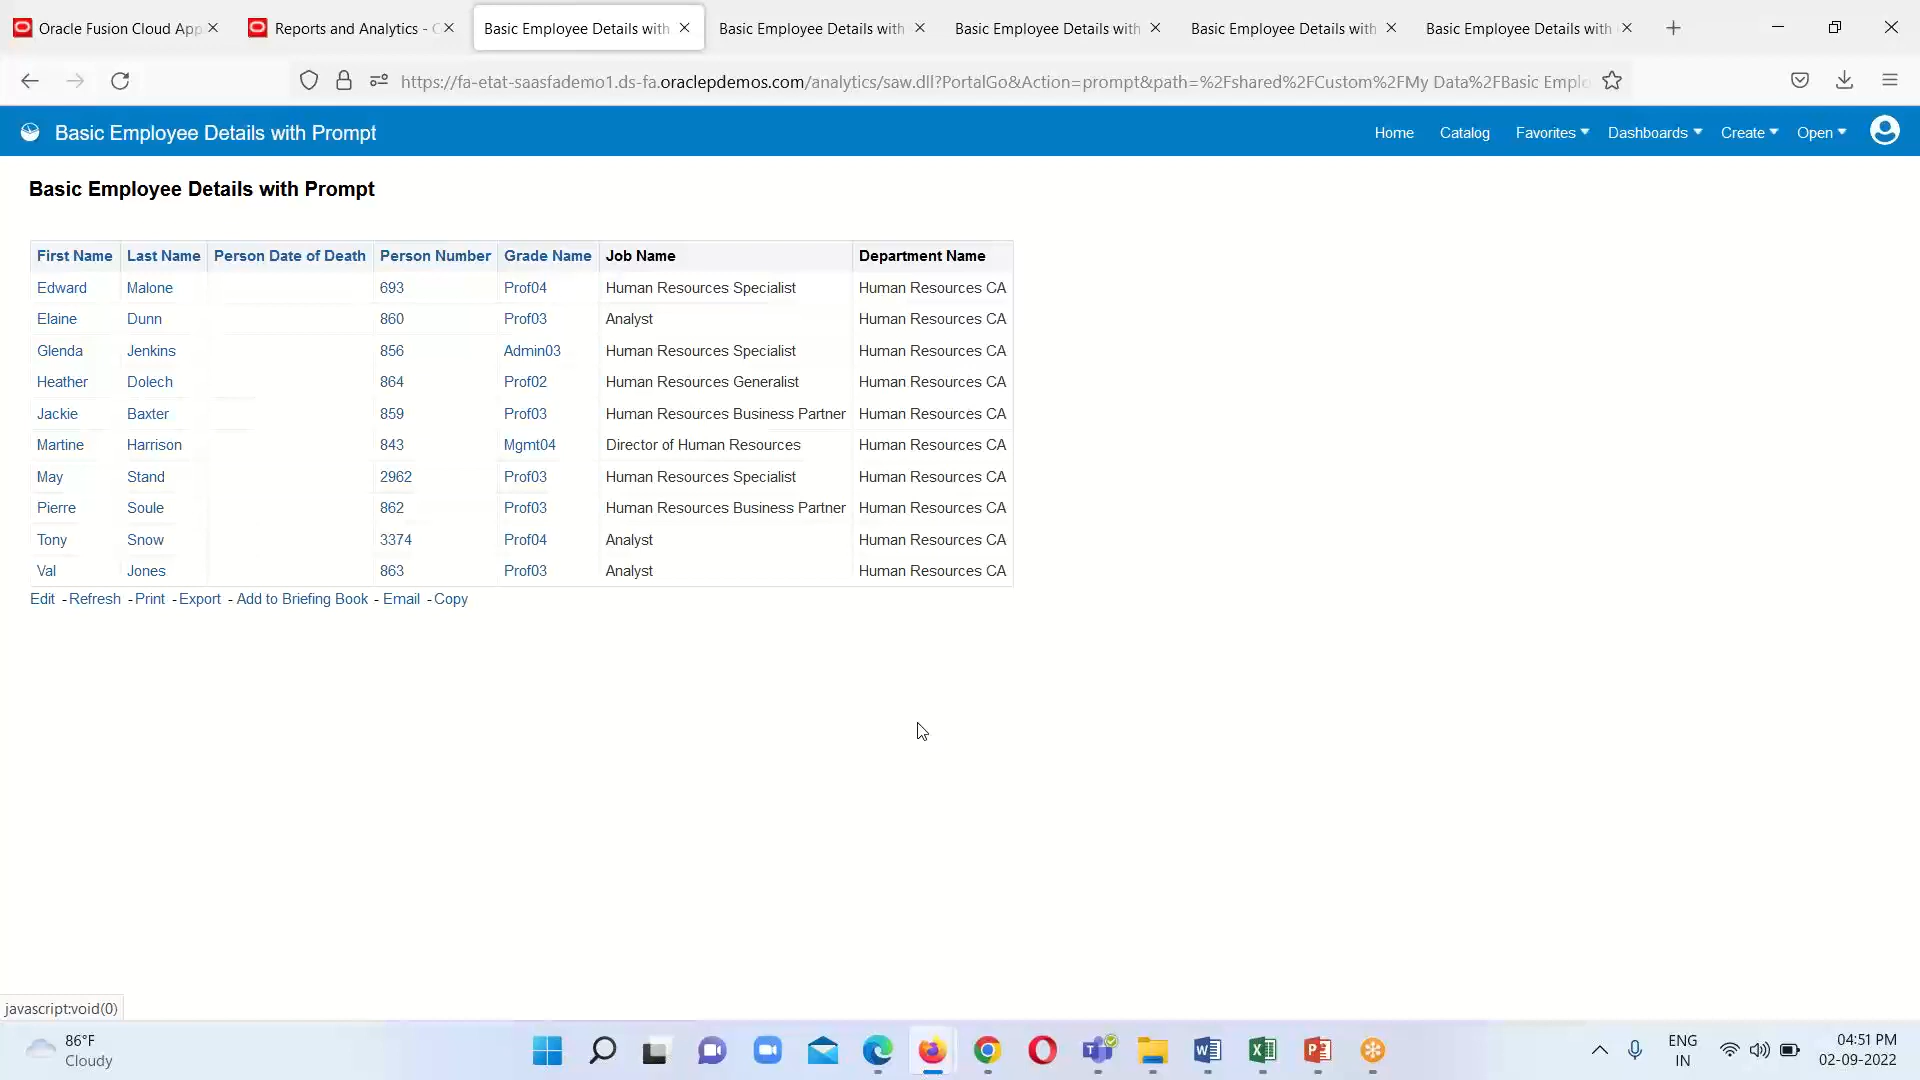 Oracle Fusion Cloud App
Reports and Analytics -
Basic Employee Details with
Basic Employee Details with
Basic Employee Details with
Basic Employee Details with
Basic Employee Details with
https://fa-etat-saasfademo1.ds-fa.oraclepdemos.com/analytics/saw.dll?PortalGo&Action=prompt&path=%2Fshared%2FCustom%2FMy Data%2FBasic Emplo
Basic Employee Details with Prompt
Home Catalog Favorites Dashboards Create Open
Basic Employee Details with Prompt
First Name Last Name Person Date of Death Person Number Grade Name Job Name Department Name
Edward Malone 693 Prof04 Human Resources Specialist Human Resources CA
Elaine Dunn 860 Prof03 Analyst Human Resources CA
Glenda Jenkins 856 Admin03 Human Resources Specialist Human Resources CA
Heather Dolech 864 Prof02 Human Resources Generalist Human Resources CA
Jackie Baxter 859 Prof03 Human Resources Business Partner Human Resources CA
Martine Harrison 843 Mgmt04 Director of Human Resources Human Resources CA
May Stand 2962 Prof03 Human Resources Specialist Human Resources CA
Pierre Soule 862 Prof03 Human Resources Business Partner Human Resources CA
Tony Snow 3374 Prof04 Analyst Human Resources CA
Val Jones 863 Prof03 Analyst Human Resources CA
Edit - Refresh - Print - Export - Add to Briefing Book - Email - Copy
javascript:void(0)
86°F
Cloudy
ENG
IN
04:51 PM
02-09-2022